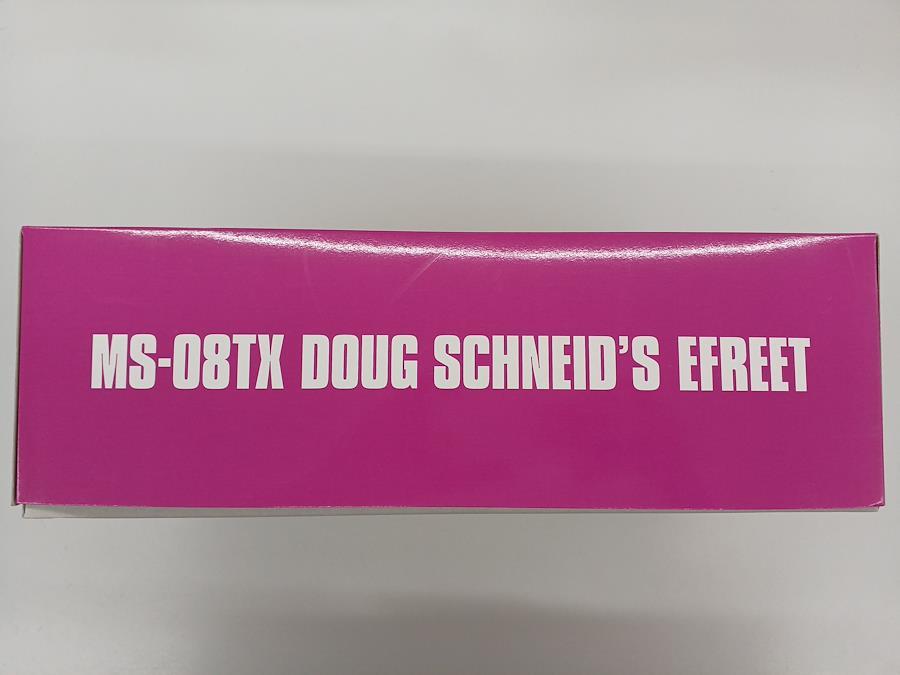 MS-08TX DOUG SCHNEID’S EFREET